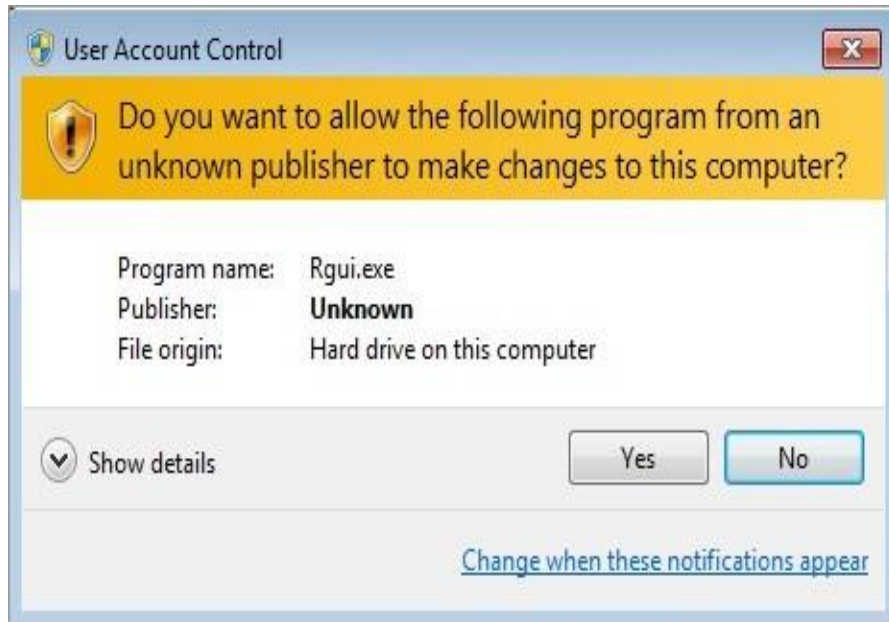 User Account Control
Do you want to allow the following program from an
unknown publisher to make changes to this computer?
Program name: Rgui.exe
Publisher: Unknown
File origin: Hard drive on this computer
Show details
Yes
No
Change when these notifications appear